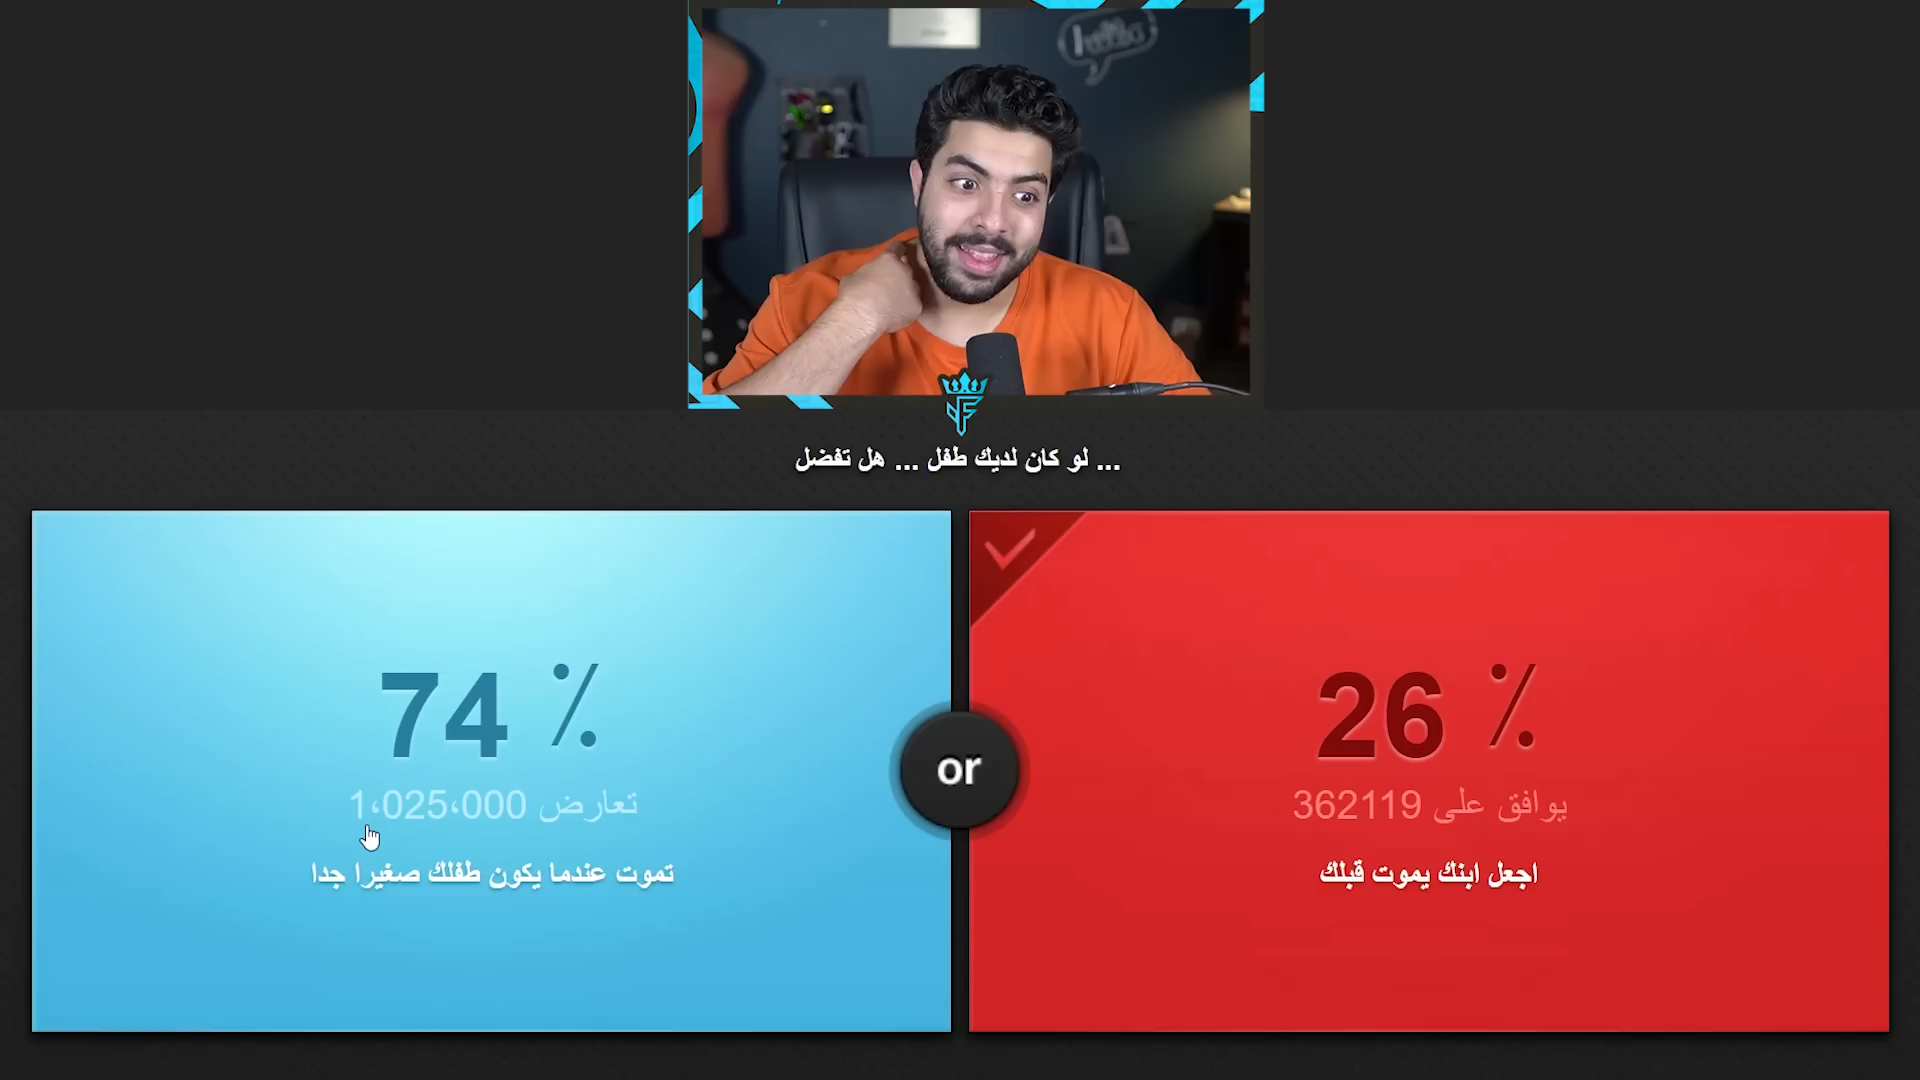 لو كان لديك طفل ... هل تفضل ...
74 ٪
تعارض 1،025،000
تموت عندما يكون طفلك صغيرا جدا
or
26 ٪
يوافق على 362119
اجعل ابنك يموت قبلك